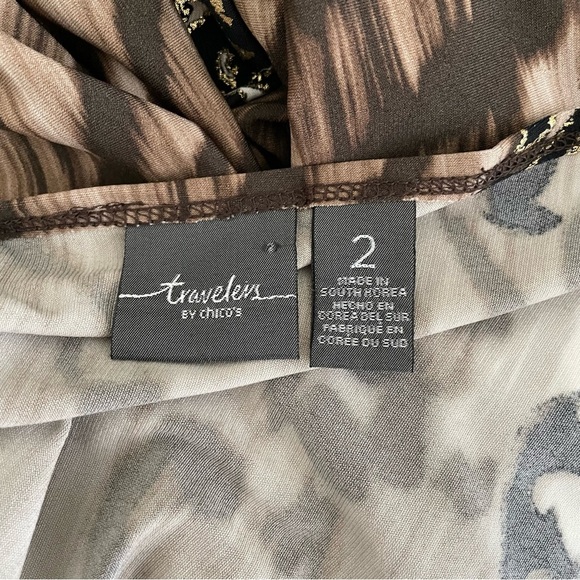 travelers
BY chico's
2
MADE IN
SOUTH KOREA
HECHO EN
COREA DEL SUR
FABRIQUÉ EN
CORÉE DU SUD